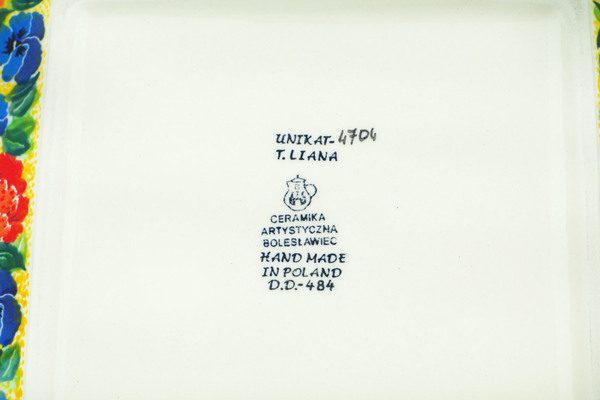 UNIKAT-4704
T. LIANA
CERAMIKA
ARTYSTYCZNA
BOLESŁAWIEC
HAND MADE
IN POLAND
D.D.-484